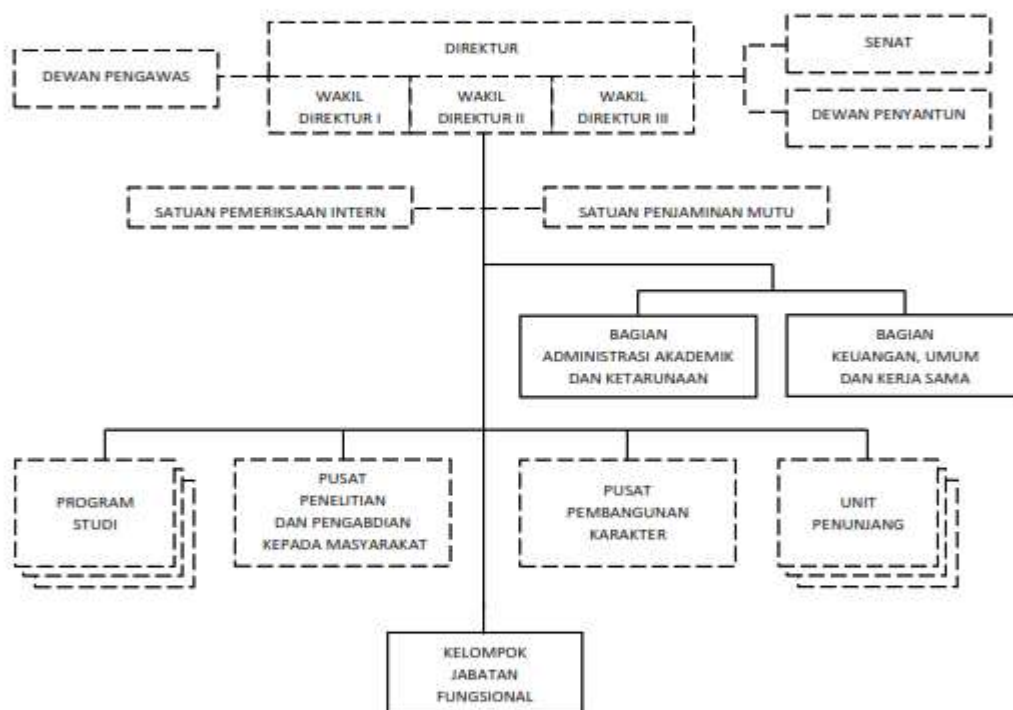 DIREKTUR
SENAT
DEWAN PENGAWAS
WAKIL
DIREKTUR I
WAKIL
DIREKTUR II
WAKIL
DIREKTUR III
DEWAN PENYANTUN
SATUAN PEMERIKSAAN INTERN
SATUAN PENJAMINAN MUTU
BAGIAN
ADMINISTRASI AKADEMIK
DAN KETARUNAAN
BAGIAN
KEUANGAN, UMUM
DAN KERJA SAMA
PROGRAM
STUDI
PUSAT
PENELITIAN
DAN PENGABDIAN
KEPADA MASYARAKAT
PUSAT
PEMBANGUNAN
KARAKTER
UNIT
PENUNJANG
KELOMPOK
JABATAN
FUNGSIONAL